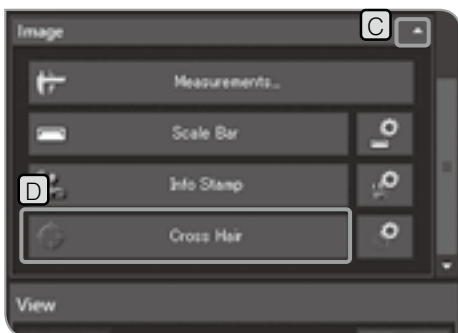 Image
C
Measurements...
Scale Bar
D
Info Stamp
Cross Hair
View